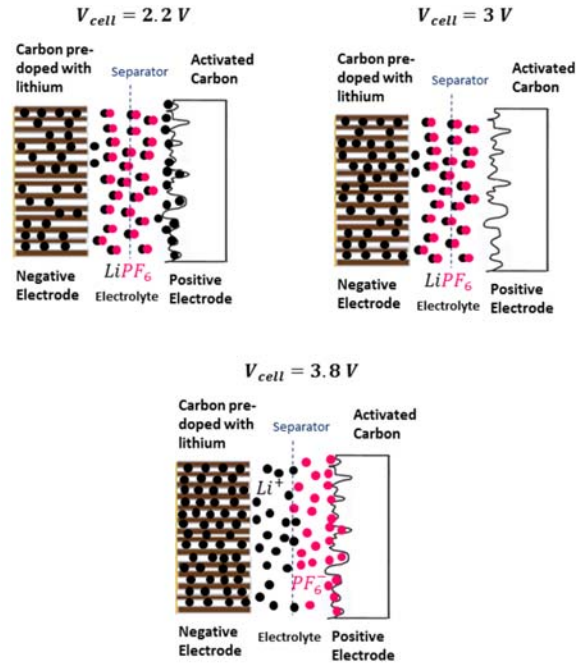 V_cell = 2.2 V
Carbon pre-
doped with
lithium
Separator
Activated
Carbon
Negative
Electrode
LiPF₆
Electrolyte
Positive
Electrode
V_cell = 3 V
Carbon pre-
doped with
lithium
Separator
Activated
Carbon
Negative
Electrode
LiPF₆
Electrolyte
Positive
Electrode
V_cell = 3.8 V
Carbon pre-
doped with
lithium
Separator
Activated
Carbon
Li⁺
PF₆⁻
Negative
Electrode
Electrolyte
Positive
Electrode